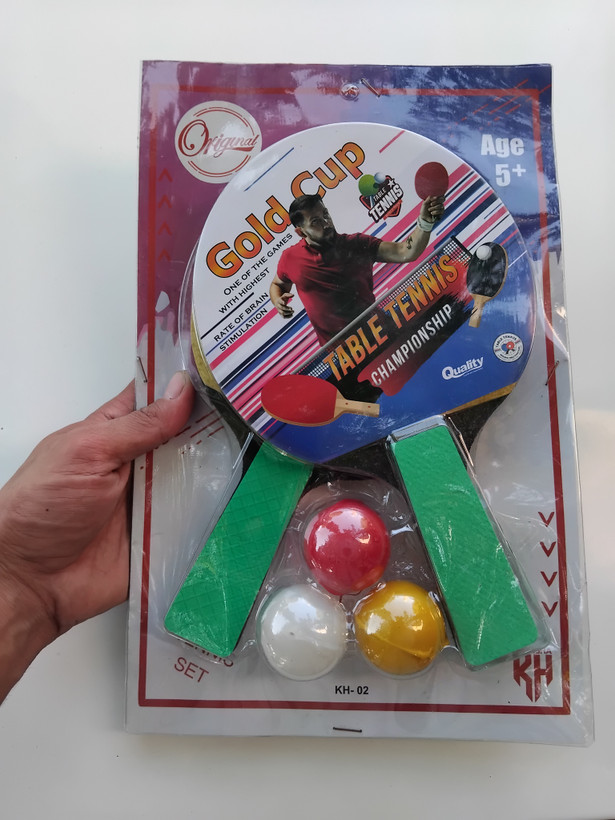 Original
Age
5+
Gold Cup
TABLE
TENNIS
ONE OF THE GAMES
WITH HIGHEST
RATE OF BRAIN
STIMULATION
TABLE TENNIS
CHAMPIONSHIP
Quality
SET
KH- 02
KH